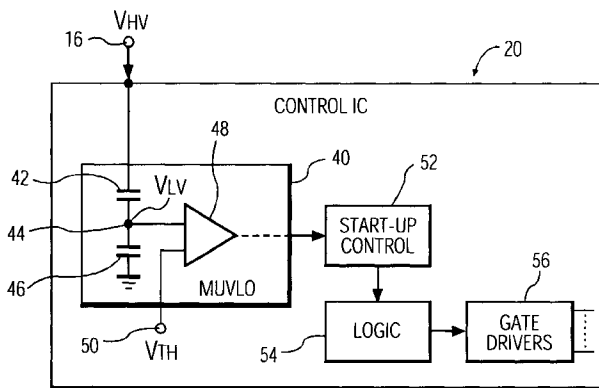 VHV
16
20
CONTROL IC
48
40
42
VLV
52
44
START-UP
CONTROL
46
56
MUVLO
LOGIC
GATE
DRIVERS
50
54
VTH